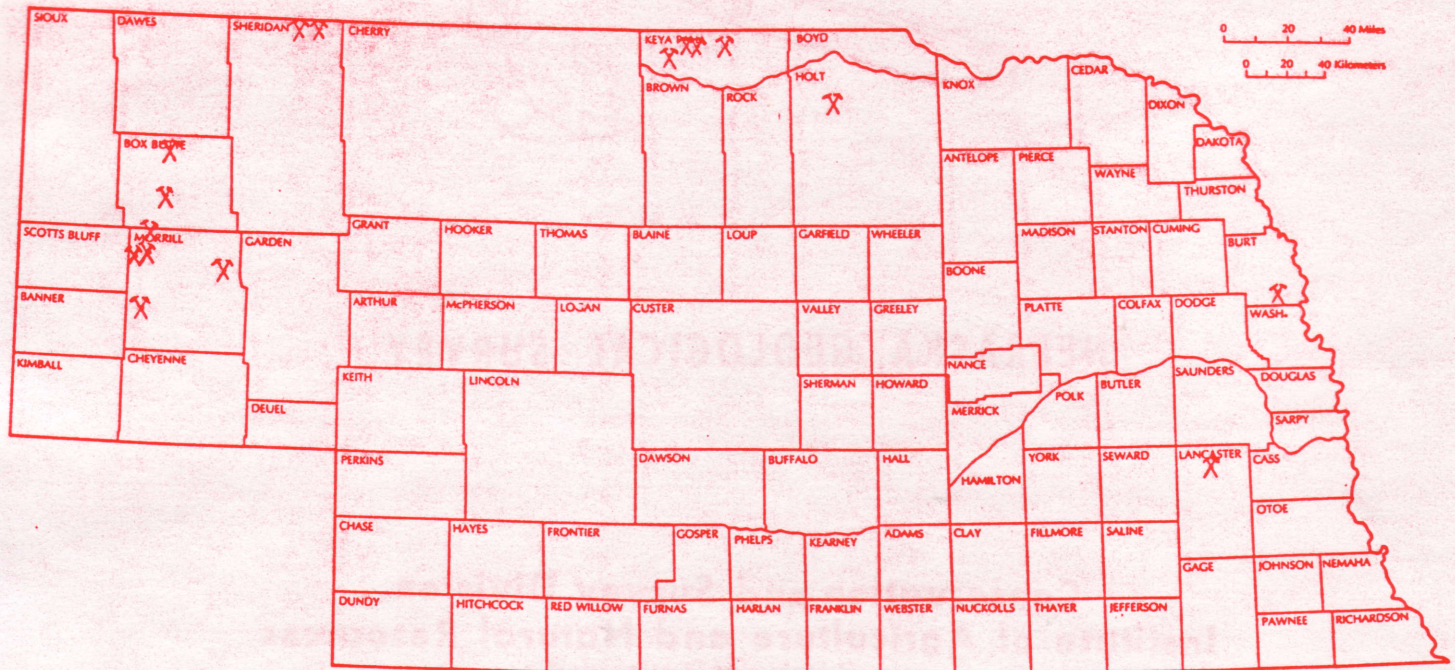 SIOUX DAWES SHERIDAN CHERRY KEYA PAHA BOYD
0 20 40 Miles
0 20 40 Kilometers
HOLT KNOX CEDAR
BROWN ROCK DIXON
BOX BUTTE ANTELOPE PIERCE DAKOTA
WAYNE THURSTON
SCOTTS BLUFF MORRILL GARDEN GRANT HOOKER THOMAS BLAINE LOUP GARFIELD WHEELER MADISON STANTON CUMING BURT
BOONE
BANNER ARTHUR McPHERSON LOGAN CUSTER VALLEY GREELEY PLATTE COLFAX DODGE WASH.
KIMBALL CHEYENNE KEITH LINCOLN SHERMAN HOWARD NANCE BUTLER SAUNDERS DOUGLAS
DEUEL MERRICK POLK SARPY
PERKINS DAWSON BUFFALO HALL HAMILTON YORK SEWARD LANCASTER CASS
OTOE
CHASE HAYES FRONTIER GOSPER PHELPS KEARNEY ADAMS CLAY FILLMORE SALINE
GAGE JOHNSON NEMAHA
DUNDY HITCHCOCK RED WILLOW FURNAS HARLAN FRANKLIN WEBSTER NUCKOLLS THAYER JEFFERSON
PAWNEE RICHARDSON